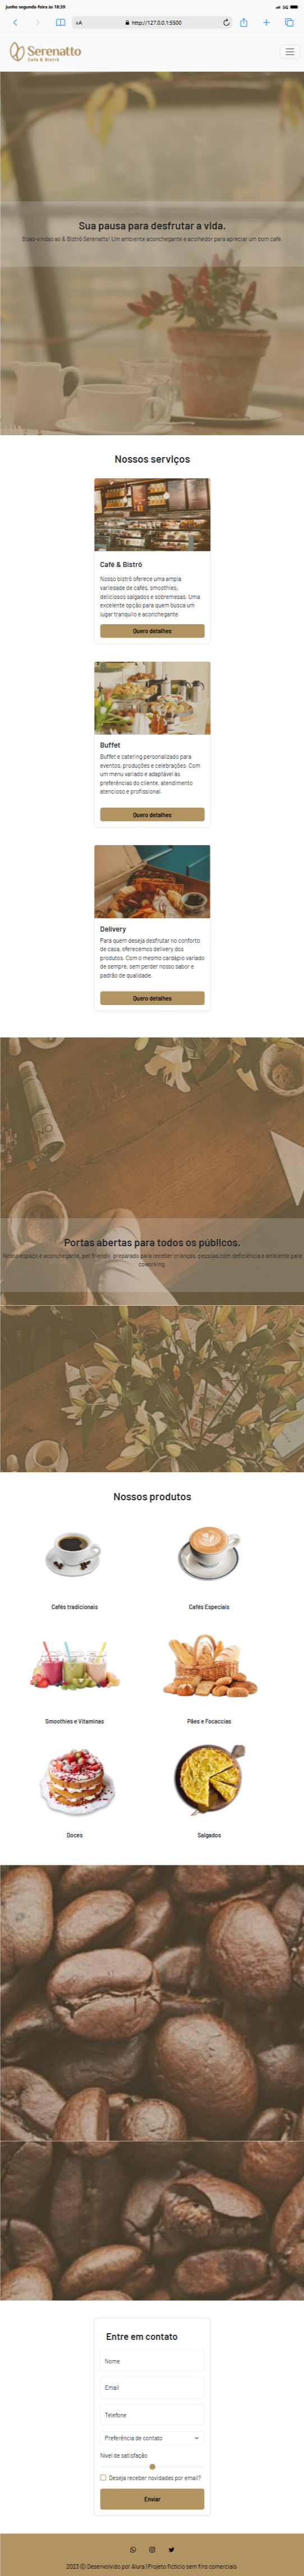 junho segunda-feira às 18:39
5G
AA
http://127.0.0.1:5500
Serenatto
Café & Bistrô
Sua pausa para desfrutar a vida.
Boas-vindas ao & Bistrô Serenatto! Um ambiente aconchegante e acolhedor para apreciar um bom café.
Nossos serviços
Café & Bistrô
Nosso bistrô oferece uma ampla
variedade de cafés, smoothies,
deliciosos salgados e sobremesas. Uma
excelente opção para quem busca um
lugar tranquilo e aconchegante.
Quero detalhes
Buffet
Buffet e catering personalizado para
eventos, produções e celebrações. Com
um menu variado e adaptável às
preferências do cliente, atendimento
atencioso e profissional.
Quero detalhes
Delivery
Para quem deseja desfrutar no conforto
de casa, oferecemos delivery dos
produtos. Com o mesmo cardápio variado
de sempre, sem perder nosso sabor e
padrão de qualidade.
Quero detalhes
Portas abertas para todos os públicos.
Nosso espaço é aconchegante, pet friendly, preparado para receber crianças, pessoas com deficiência e ambiente para
coworking.
Nossos produtos
Cafés tradicionais
Cafés Especiais
Smoothies e Vitaminas
Pães e Focaccias
Doces
Salgados
Entre em contato
Nome
Email
Telefone
Preferência de contato
Nível de satisfação
Deseja receber novidades por email?
Enviar
2023 © Desenvolvido por Alura | Projeto fictício sem fins comerciais